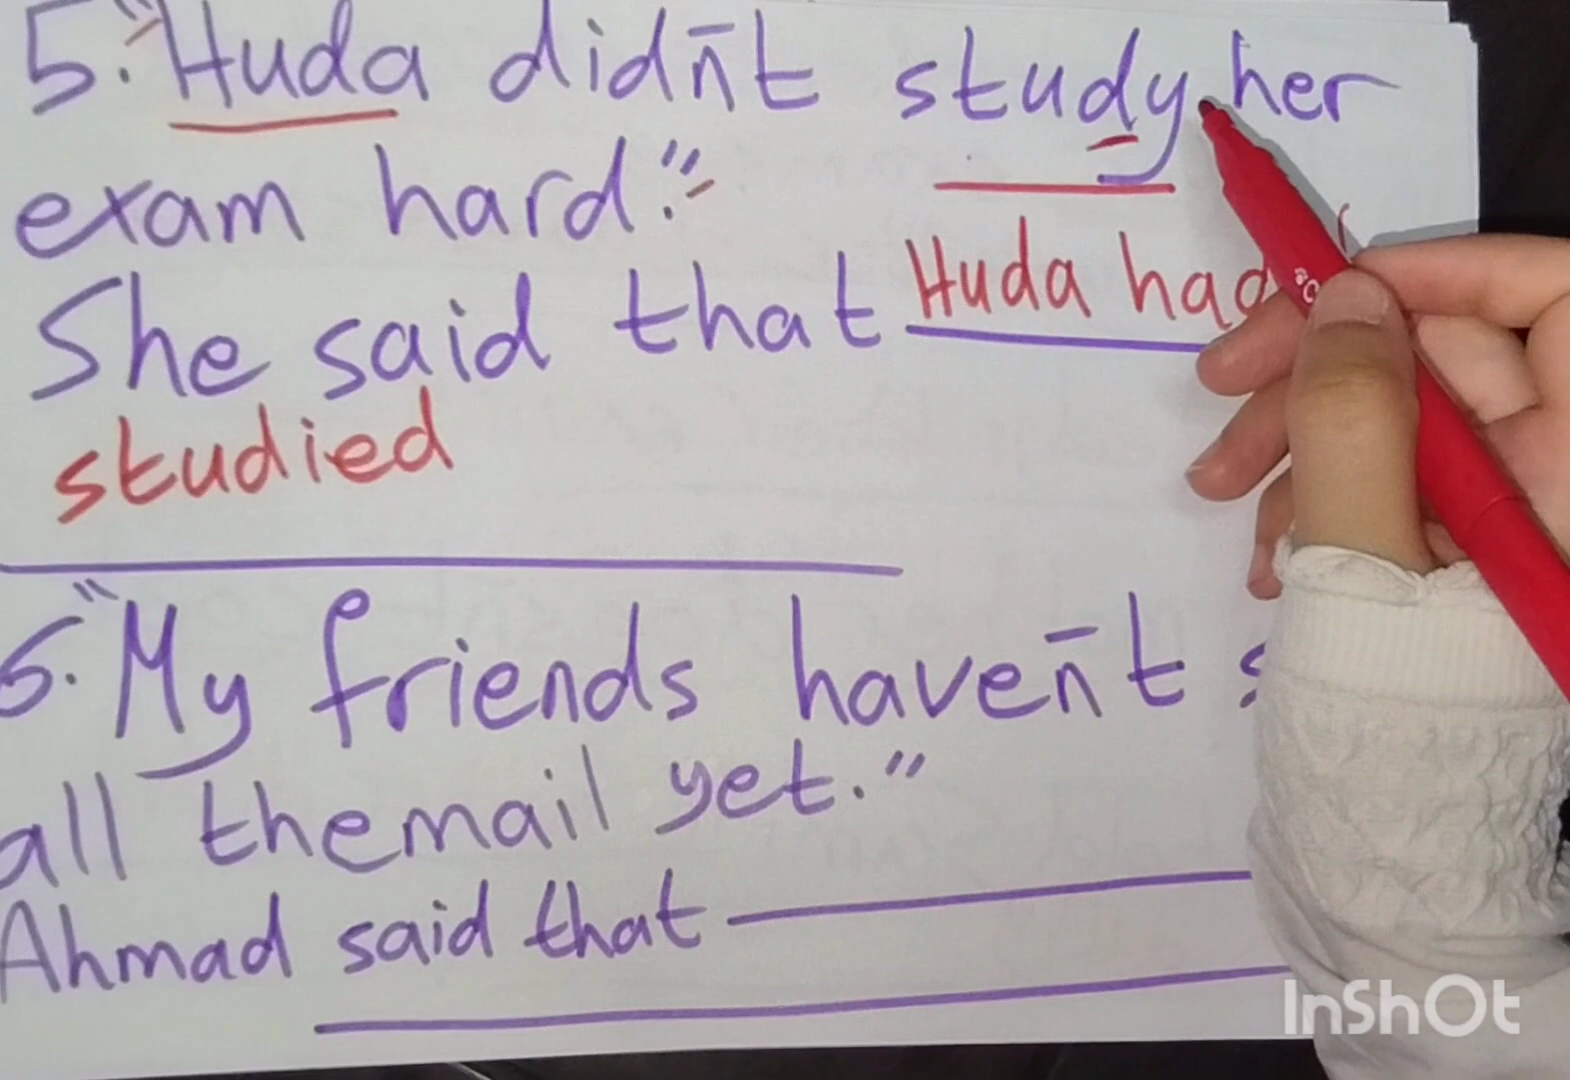 5. "Huda didn't study her
exam hard."
She said that Huda had
studied
6. "My friends haven't
all the mail yet."
Ahmad said that
InShOt